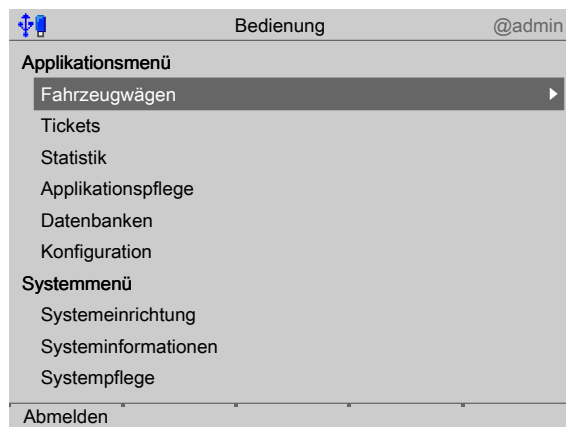 Bedienung @admin
Applikationsmenü
Fahrzeugwägen
Tickets
Statistik
Applikationspflege
Datenbanken
Konfiguration
Systemmenü
Systemeinrichtung
Systeminformationen
Systempflege
Abmelden